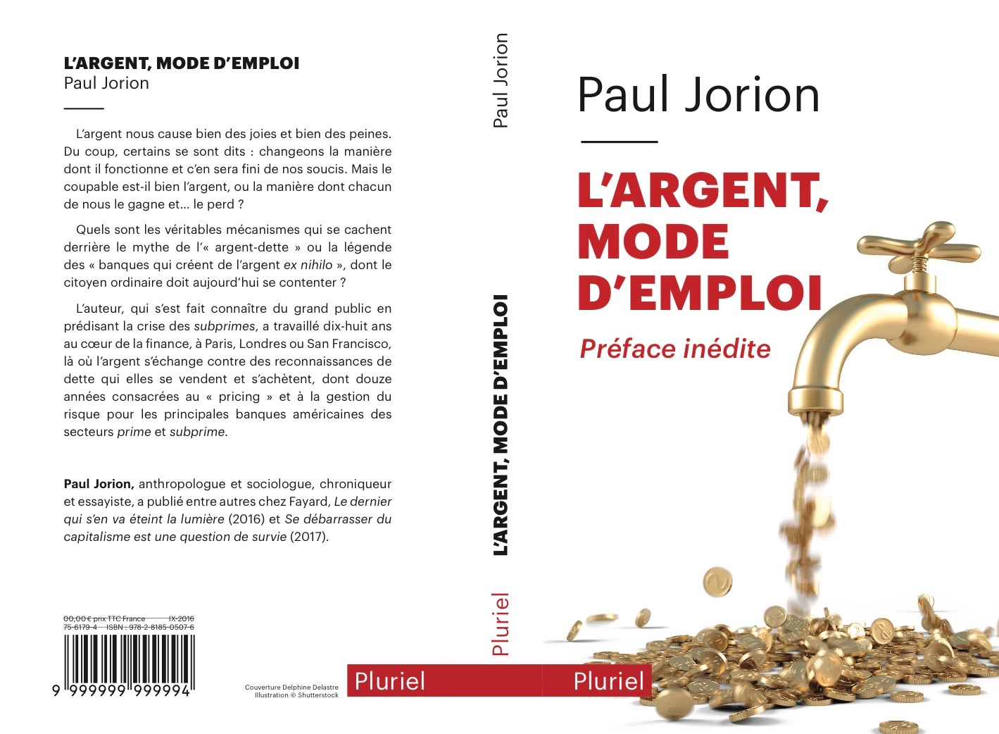 L’ARGENT, MODE D’EMPLOI
Paul Jorion
L’argent nous cause bien des joies et bien des peines.
Du coup, certains se sont dits : changeons la manière
dont il fonctionne et c’en sera fini de nos soucis. Mais le
coupable est-il bien l’argent, ou la manière dont chacun
de nous le gagne et... le perd ?
Quels sont les véritables mécanismes qui se cachent
derrière le mythe de l’« argent-dette » ou la légende
des « banques qui créent de l’argent ex nihilo », dont le
citoyen ordinaire doit aujourd’hui se contenter ?
L’auteur, qui s’est fait connaître du grand public en
prédisant la crise des subprimes, a travaillé dix-huit ans
au cœur de la finance, à Paris, Londres ou San Francisco,
là où l’argent s’échange contre des reconnaissances de
dette qui elles se vendent et s’achètent, dont douze
années consacrées au « pricing » et à la gestion du
risque pour les principales banques américaines des
secteurs prime et subprime.
Paul Jorion, anthropologue et sociologue, chroniqueur
et essayiste, a publié entre autres chez Fayard, Le dernier
qui s’en va éteint la lumière (2016) et Se débarrasser du
capitalisme est une question de survie (2017).
00,00 € prix TTC France IX-2016
75-6179-4 ISBN : 978-2-8185-0507-6
9 999999 999994
Couverture Delphine Delastre
Illustration © Shutterstock
Pluriel
Paul Jorion
L’ARGENT, MODE D’EMPLOI
Pluriel
Paul Jorion
L’ARGENT,
MODE
D’EMPLOI
Préface inédite
Pluriel